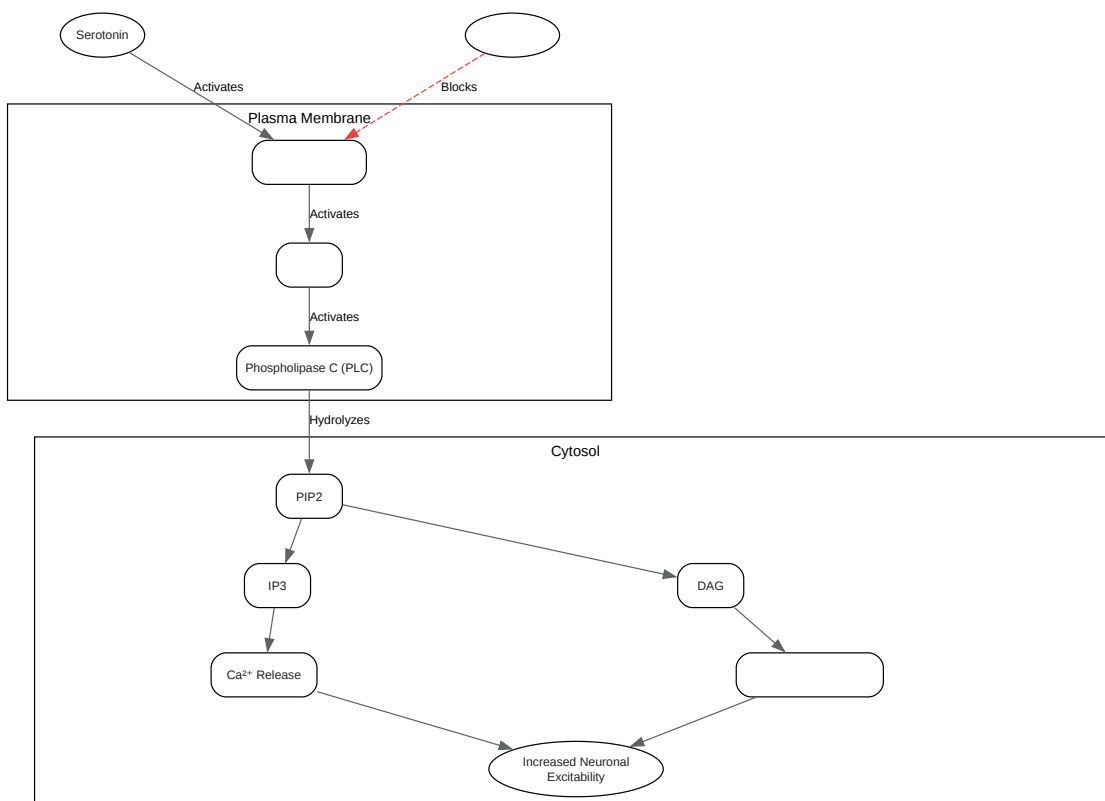 Serotonin
Activates
Blocks
Plasma Membrane
Activates
Activates
Phospholipase C (PLC)
Hydrolyzes
Cytosol
PIP2
IP3
DAG
Ca²⁺ Release
Increased Neuronal
Excitability